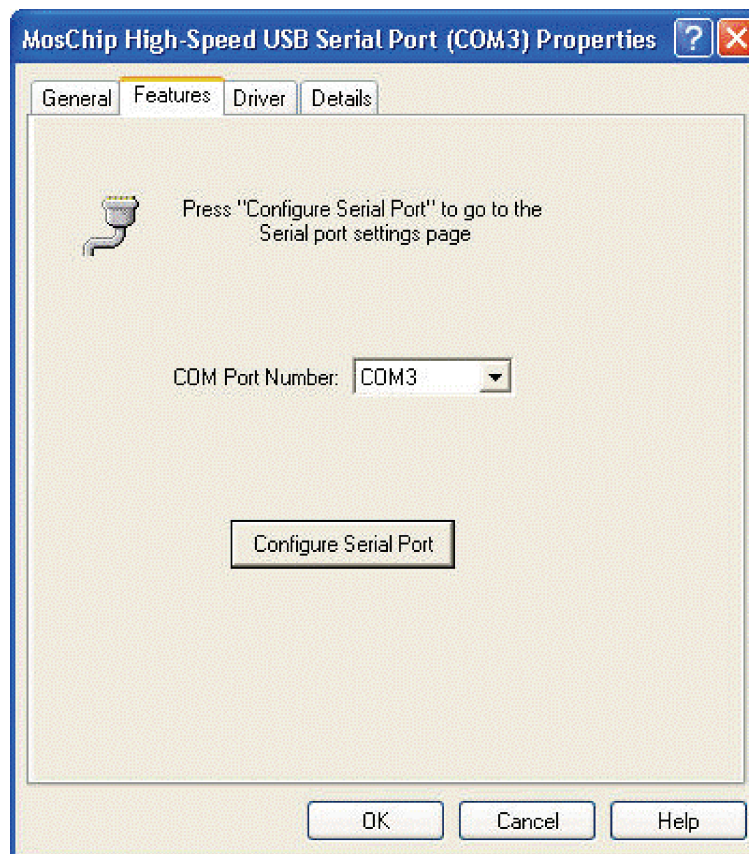 MosChip High-Speed USB Serial Port (COM3) Properties
General Features Driver Details
Press "Configure Serial Port" to go to the
Serial port settings page
COM Port Number: COM3
Configure Serial Port
OK Cancel Help